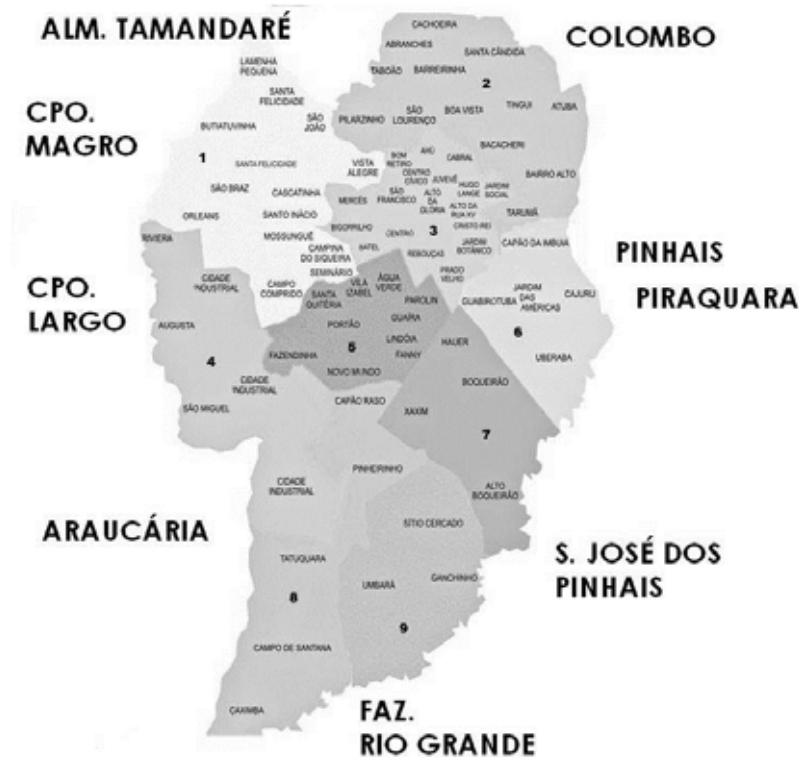 ALM. TAMANDARÉ
COLOMBO
CPO.
MAGRO
CPO.
LARGO
PINHAIS
PIRAQUARA
ARAUCÁRIA
S. JOSÉ DOS
PINHAIS
FAZ.
RIO GRANDE
CACHOEIRA
ABRANCHES
SANTA CÂNDIDA
TABOÃO
BARREIRINHA
2
PILARZINHO
SÃO
LOURENÇO
BOA VISTA
TINGUI
ATUBA
BACACHERI
BAIRRO ALTO
TARUMÃ
LAMENHA
PEQUENA
SANTA
FELICIDADE
BUTIATUVINHA
SÃO
JOÃO
1
SANTA FELICIDADE
VISTA
ALEGRE
SÃO BRAZ
CASCATINHA
ORLEANS
SANTO INÁCIO
MOSSUNGUÊ
CAMPINA
DO SIQUEIRA
SEMINÁRIO
CAMPO
COMPRIDO
BOM
RETIRO
AHÚ
CABRAL
CENTRO
CÍVICO
JUVEVÊ
HUGO
LANGE
JARDIM
SOCIAL
MERCÊS
SÃO
FRANCISCO
ALTO
DA
GLÓRIA
ALTO DA
RUA XV
BIGORRILHO
CENTRO
3
CRISTO REI
BATEL
REBOUÇAS
JARDIM
BOTÂNICO
PRADO
VELHO
CAPÃO DA IMBUIA
GUABIROTUBA
JARDIM
DAS
AMÉRICAS
CAJURU
6
UBERABA
RIVIERA
CIDADE
INDUSTRIAL
AUGUSTA
4
CIDADE
INDUSTRIAL
SÃO MIGUEL
SANTA
QUITÉRIA
VILA
IZABEL
ÁGUA
VERDE
PAROLIN
PORTÃO
GUAÍRA
5
LINDÓIA
FAZENDINHA
FANNY
NOVO MUNDO
HAUER
BOQUEIRÃO
XAXIM
7
ALTO
BOQUEIRÃO
CAPÃO RASO
PINHEIRINHO
CIDADE
INDUSTRIAL
SÍTIO CERCADO
TATUQUARA
UMBARÁ
GANCHINHO
8
9
CAMPO DE SANTANA
CAXIMBA